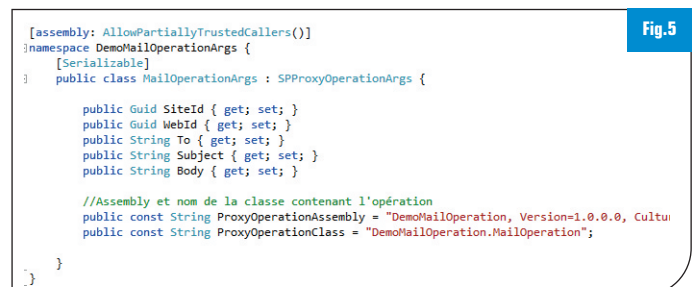 Fig.5
[assembly: AllowPartiallyTrustedCallers()]
namespace DemoMailOperationArgs {
[Serializable]
public class MailOperationArgs : SPProxyOperationArgs {
public Guid SiteId { get; set; }
public Guid WebId { get; set; }
public String To { get; set; }
public String Subject { get; set; }
public String Body { get; set; }
//Assembly et nom de la classe contenant l'opération
public const String ProxyOperationAssembly = "DemoMailOperation, Version=1.0.0.0, Cultu
public const String ProxyOperationClass = "DemoMailOperation.MailOperation";
}
}